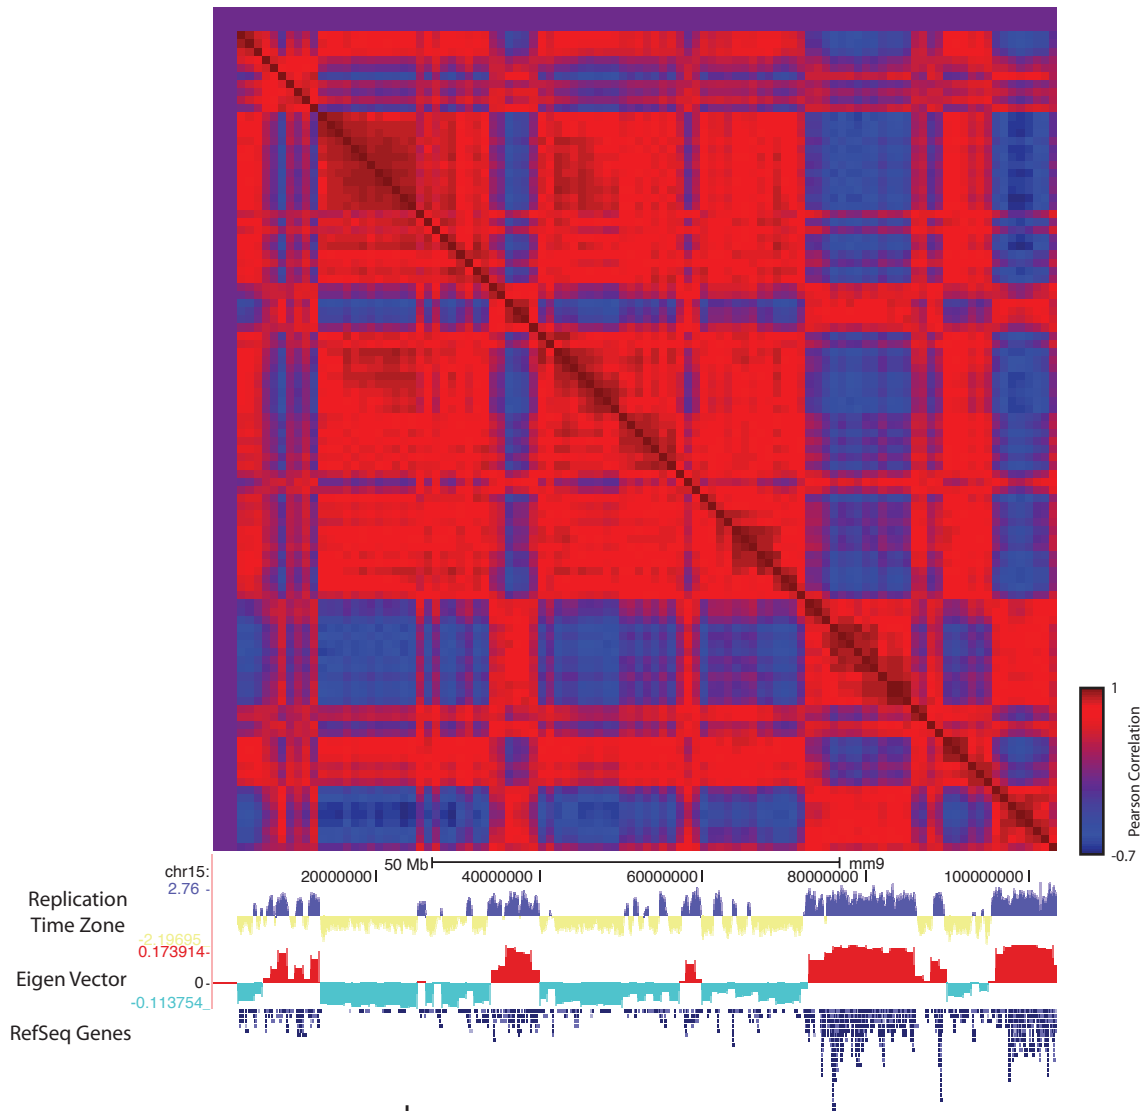 1
Pearson Correlation
-0.7
50 Mb
mm9
chr15:
20000000
40000000
60000000
80000000
100000000
2.76
Replication
Time Zone
-2.19695
0.173914
Eigen Vector
0
-0.113754
RefSeq Genes